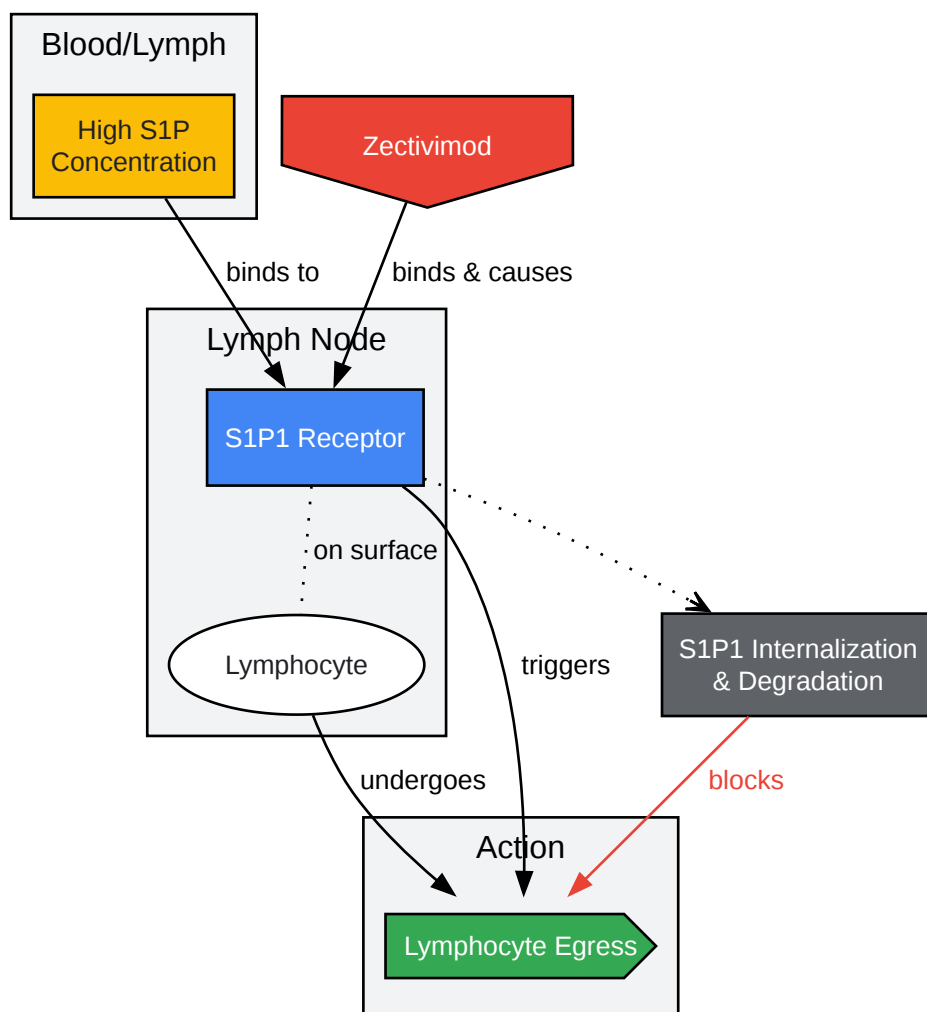 Blood/Lymph
High S1P
Concentration
Zectivimod
binds to
binds & causes
Lymph Node
S1P1 Receptor
on surface
Lymphocyte
triggers
S1P1 Internalization
& Degradation
undergoes
blocks
Action
Lymphocyte Egress